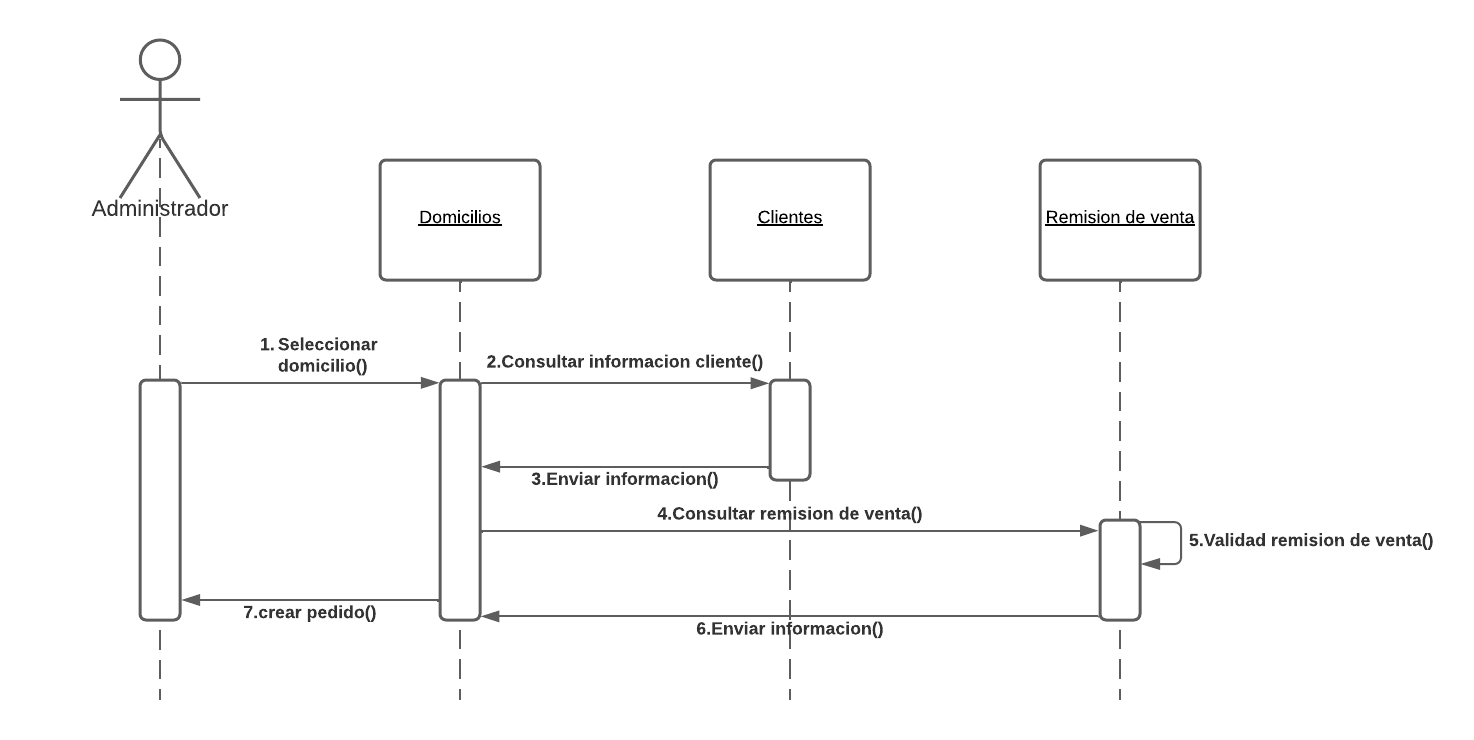 Administrador
Domicilios
Clientes
Remision de venta
1. Seleccionar
domicilio()
2.Consultar informacion cliente()
3.Enviar informacion()
4.Consultar remision de venta()
5.Validad remision de venta()
7.crear pedido()
6.Enviar informacion()